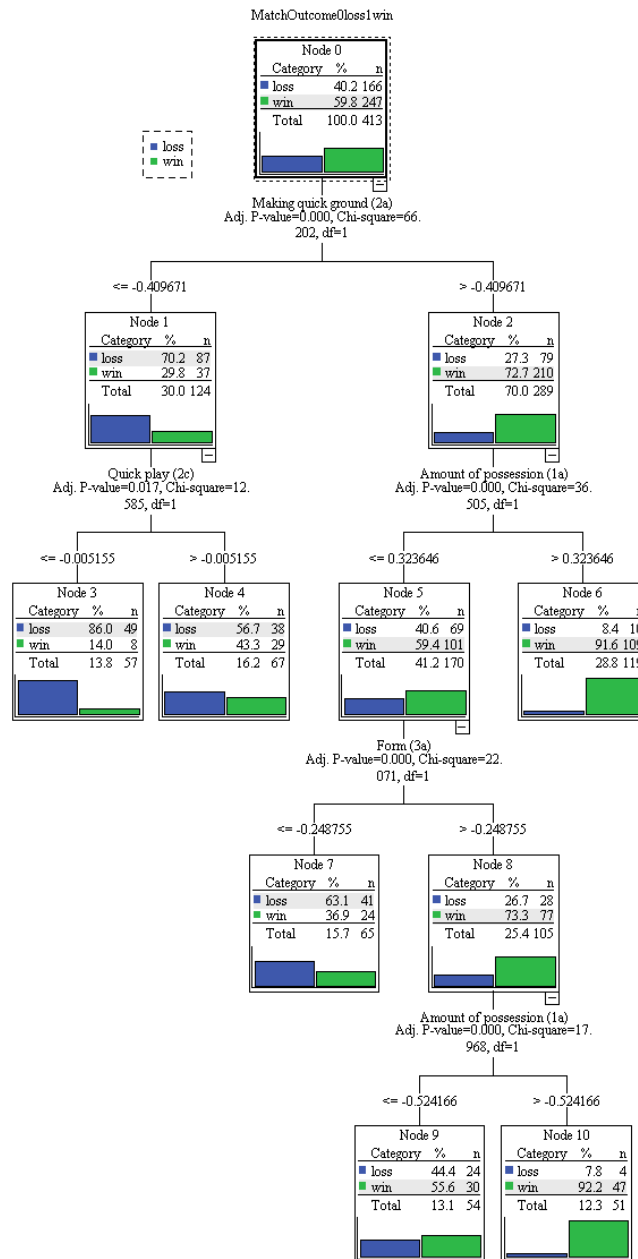 MatchOutcome0loss1win
Node 0
Category % n
loss 40.2 166
win 59.8 247
Total 100.0 413
loss
win
Making quick ground (2a)
Adj. P-value=0.000, Chi-square=66.
202, df=1
<= -0.409671
> -0.409671
Node 1
Category % n
loss 70.2 87
win 29.8 37
Total 30.0 124
Node 2
Category % n
loss 27.3 79
win 72.7 210
Total 70.0 289
Quick play (2c)
Adj. P-value=0.017, Chi-square=12.
585, df=1
Amount of possession (1a)
Adj. P-value=0.000, Chi-square=36.
505, df=1
<= -0.005155
> -0.005155
<= 0.323646
> 0.323646
Node 3
Category % n
loss 86.0 49
win 14.0 8
Total 13.8 57
Node 4
Category % n
loss 56.7 38
win 43.3 29
Total 16.2 67
Node 5
Category % n
loss 40.6 69
win 59.4 101
Total 41.2 170
Node 6
Category %
loss 8.4
win 91.6
Total 28.8
Form (3a)
Adj. P-value=0.000, Chi-square=22.
071, df=1
<= -0.248755
> -0.248755
Node 7
Category % n
loss 63.1 41
win 36.9 24
Total 15.7 65
Node 8
Category % n
loss 26.7 28
win 73.3 77
Total 25.4 105
Amount of possession (1a)
Adj. P-value=0.000, Chi-square=17.
968, df=1
<= -0.524166
> -0.524166
Node 9
Category % n
loss 44.4 24
win 55.6 30
Total 13.1 54
Node 10
Category % n
loss 7.8 4
win 92.2 47
Total 12.3 51